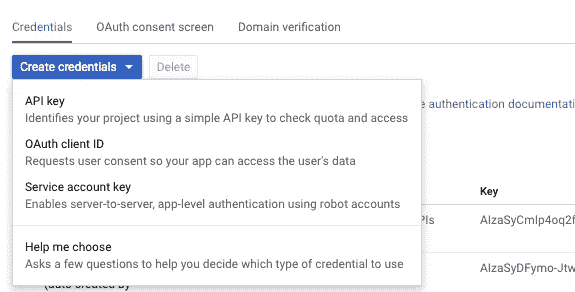 Credentials OAuth consent screen Domain verification
Create credentials Delete
API key
Identifies your project using a simple API key to check quota and access
e authentication documentati
OAuth client ID
Requests user consent so your app can access the user's data
Service account key
Enables server-to-server, app-level authentication using robot accounts
Key
PIs AIzaSyCmlp4oq2f
Help me choose
Asks a few questions to help you decide which type of credential to use
AIzaSyDFymo-Jtw
(auto created by